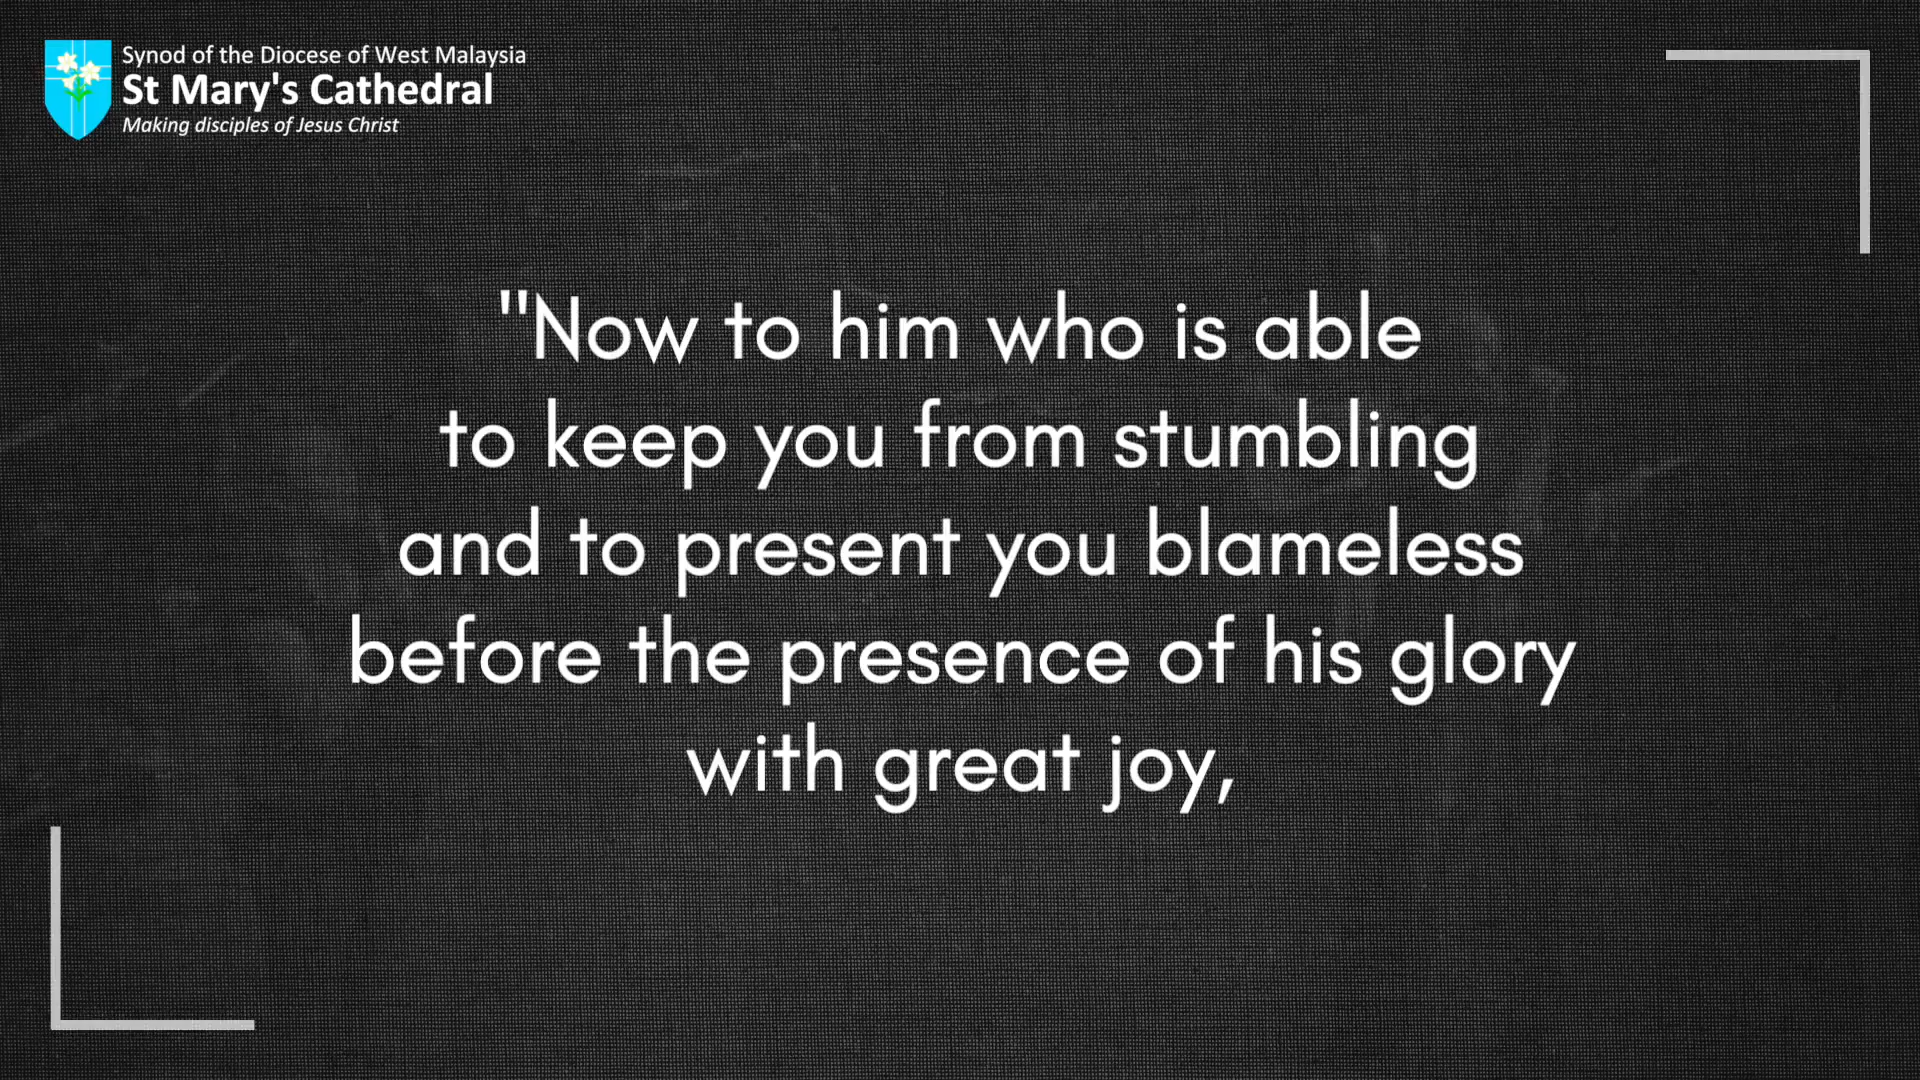 Synod of the Diocese of West Malaysia
St Mary's Cathedral
Making disciples of Jesus Christ
"Now to him who is able
to keep you from stumbling
and to present you blameless
before the presence of his glory
with great joy,